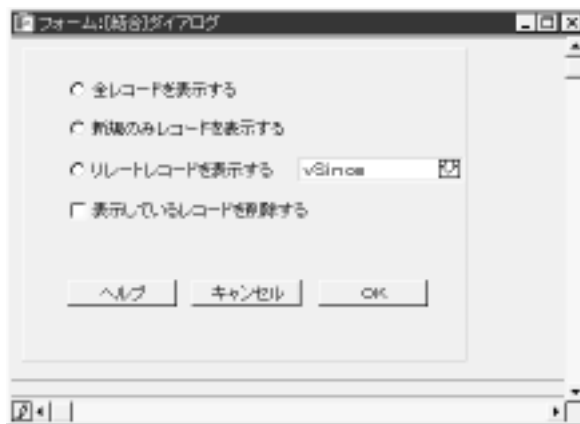 フォーム:[結合]ダイアログ
全レコードを表示する
新規のみレコードを表示する
リレートレコードを表示する vSince
表示しているレコードを削除する
ヘルプ キャンセル OK